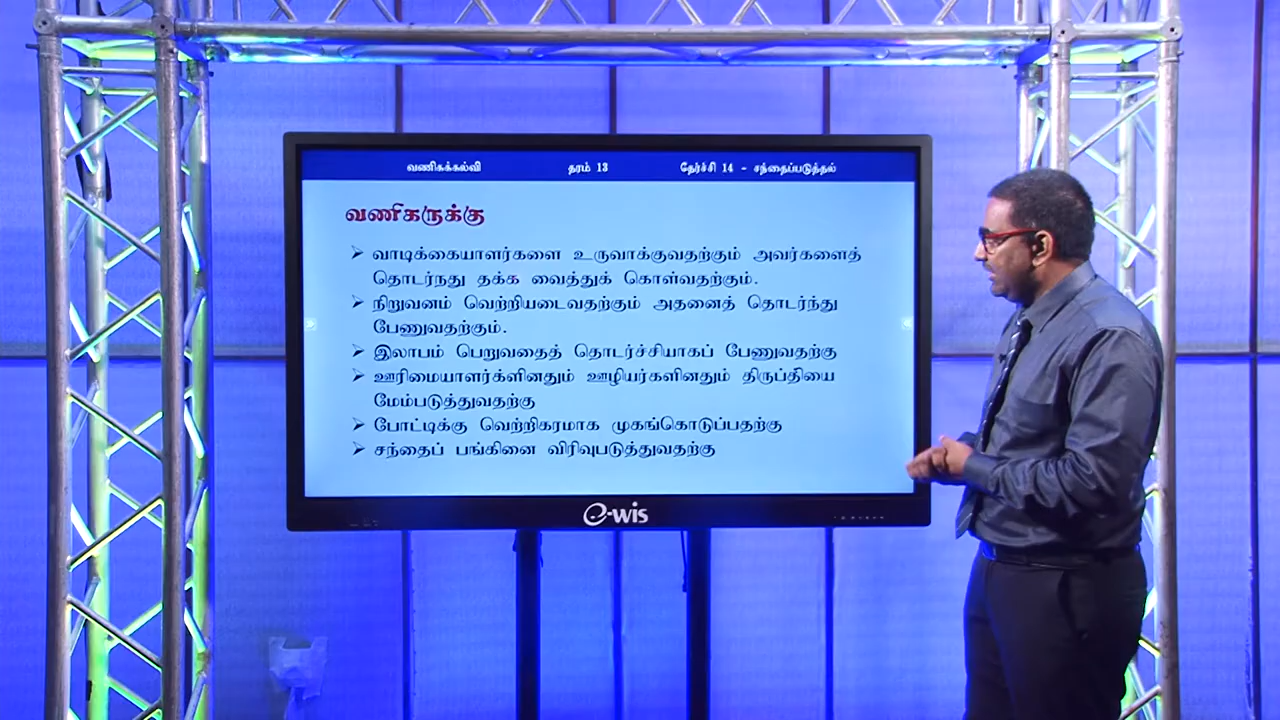 வணிகக்கல்வி தரம் 13 தேர்ச்சி 14 - சந்தைப்படுத்தல்
வணிகருக்கு
➢ வாடிக்கையாளர்களை உருவாக்குவதற்கும் அவர்களைத்
தொடர்நது தக்க வைத்துக் கொள்வதற்கும்.
➢ நிறுவனம் வெற்றியடைவதற்கும் அதனைத் தொடர்ந்து
பேணுவதற்கும்.
➢ இலாபம் பெறுவதைத் தொடர்ச்சியாகப் பேணுவதற்கு
➢ ஊரிமையாளர்க்ளினதும் ஊழியர்களினதும் திருப்தியை
மேம்படுத்துவதற்கு
➢ போட்டிக்கு வெற்றிகரமாக முகங்கொடுப்பதற்கு
➢ சந்தைப் பங்கினை விரிவுபடுத்துவதற்கு
e-wis